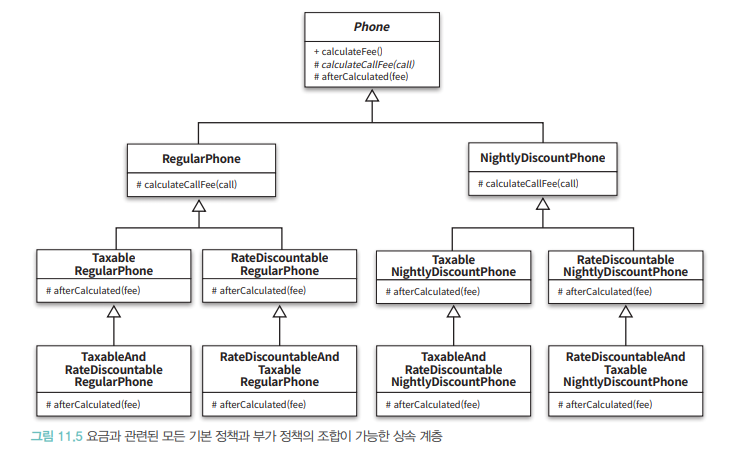 Phone
+ calculateFee()
# calculateCallFee(call)
# afterCalculated(fee)
RegularPhone
# calculateCallFee(call)
NightlyDiscountPhone
# calculateCallFee(call)
Taxable
RegularPhone
# afterCalculated(fee)
RateDiscountable
RegularPhone
# afterCalculated(fee)
Taxable
NightlyDiscountPhone
# afterCalculated(fee)
RateDiscountable
NightlyDiscountPhone
# afterCalculated(fee)
TaxableAnd
RateDiscountable
RegularPhone
# afterCalculated(fee)
RateDiscountableAnd
Taxable
RegularPhone
# afterCalculated(fee)
TaxableAnd
RateDiscountable
NightlyDiscountPhone
# afterCalculated(fee)
RateDiscountableAnd
Taxable
NightlyDiscountPhone
# afterCalculated(fee)
그림 11.5 요금과 관련된 모든 기본 정책과 부가 정책의 조합이 가능한 상속 계층